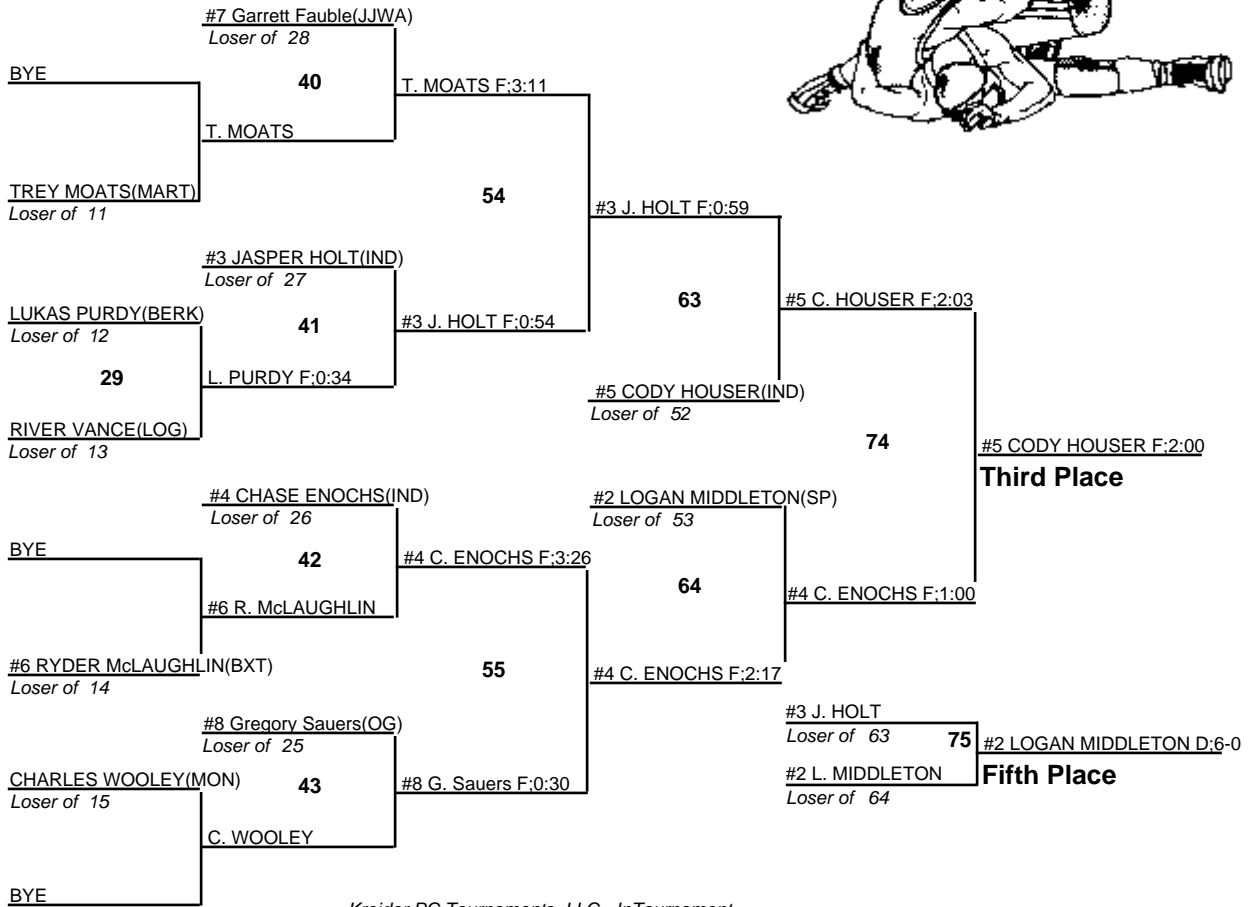 #7 Garrett Fauble(JJWA)
Loser of 28
BYE
40
T. MOATS F;3:11
T. MOATS
TREY MOATS(MART)
Loser of 11
54
#3 J. HOLT F;0:59
#3 JASPER HOLT(IND)
Loser of 27
LUKAS PURDY(BERK)
Loser of 12
41
#3 J. HOLT F;0:54
63
#5 C. HOUSER F;2:03
29
L. PURDY F;0:34
#5 CODY HOUSER(IND)
Loser of 52
RIVER VANCE(LOG)
Loser of 13
74
#5 CODY HOUSER F;2:00
Third Place
#4 CHASE ENOCHS(IND)
Loser of 26
#2 LOGAN MIDDLETON(SP)
Loser of 53
BYE
42
#4 C. ENOCHS F;3:26
64
#4 C. ENOCHS F;1:00
#6 R. McLAUGHLIN
#6 RYDER McLAUGHLIN(BXT)
Loser of 14
55
#4 C. ENOCHS F;2:17
#8 Gregory Sauers(OG)
Loser of 25
#3 J. HOLT
Loser of 63
75
#2 LOGAN MIDDLETON D;6-0
Fifth Place
CHARLES WOOLEY(MON)
Loser of 15
43
#8 G. Sauers F;0:30
#2 L. MIDDLETON
Loser of 64
C. WOOLEY
BYE